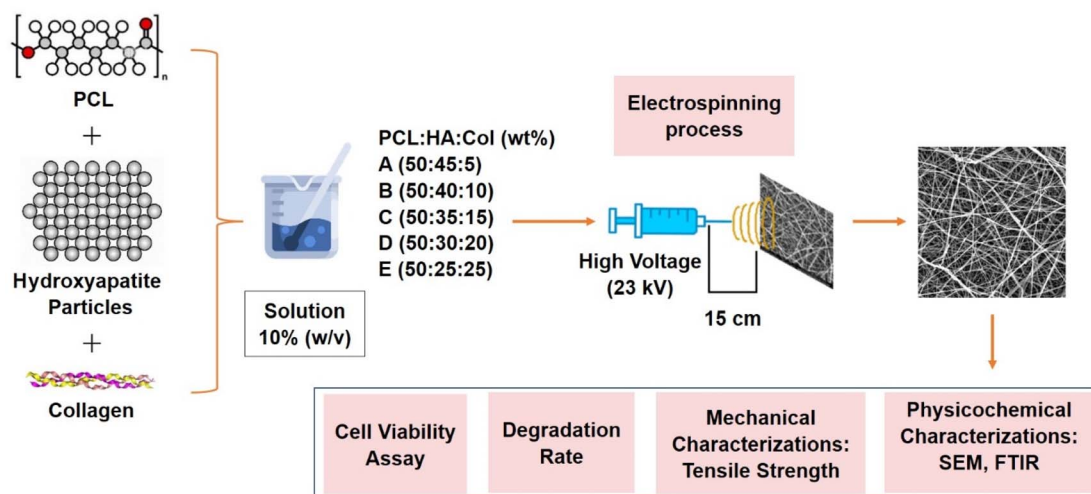 n
PCL
+
Hydroxyapatite
Particles
+
Collagen
Solution
10% (w/v)
PCL:HA:Col (wt%)
A (50:45:5)
B (50:40:10)
C (50:35:15)
D (50:30:20)
E (50:25:25)
Electrospinning
process
High Voltage
(23 kV)
15 cm
Cell Viability
Assay
Degradation
Rate
Mechanical
Characterizations:
Tensile Strength
Physicochemical
Characterizations:
SEM, FTIR